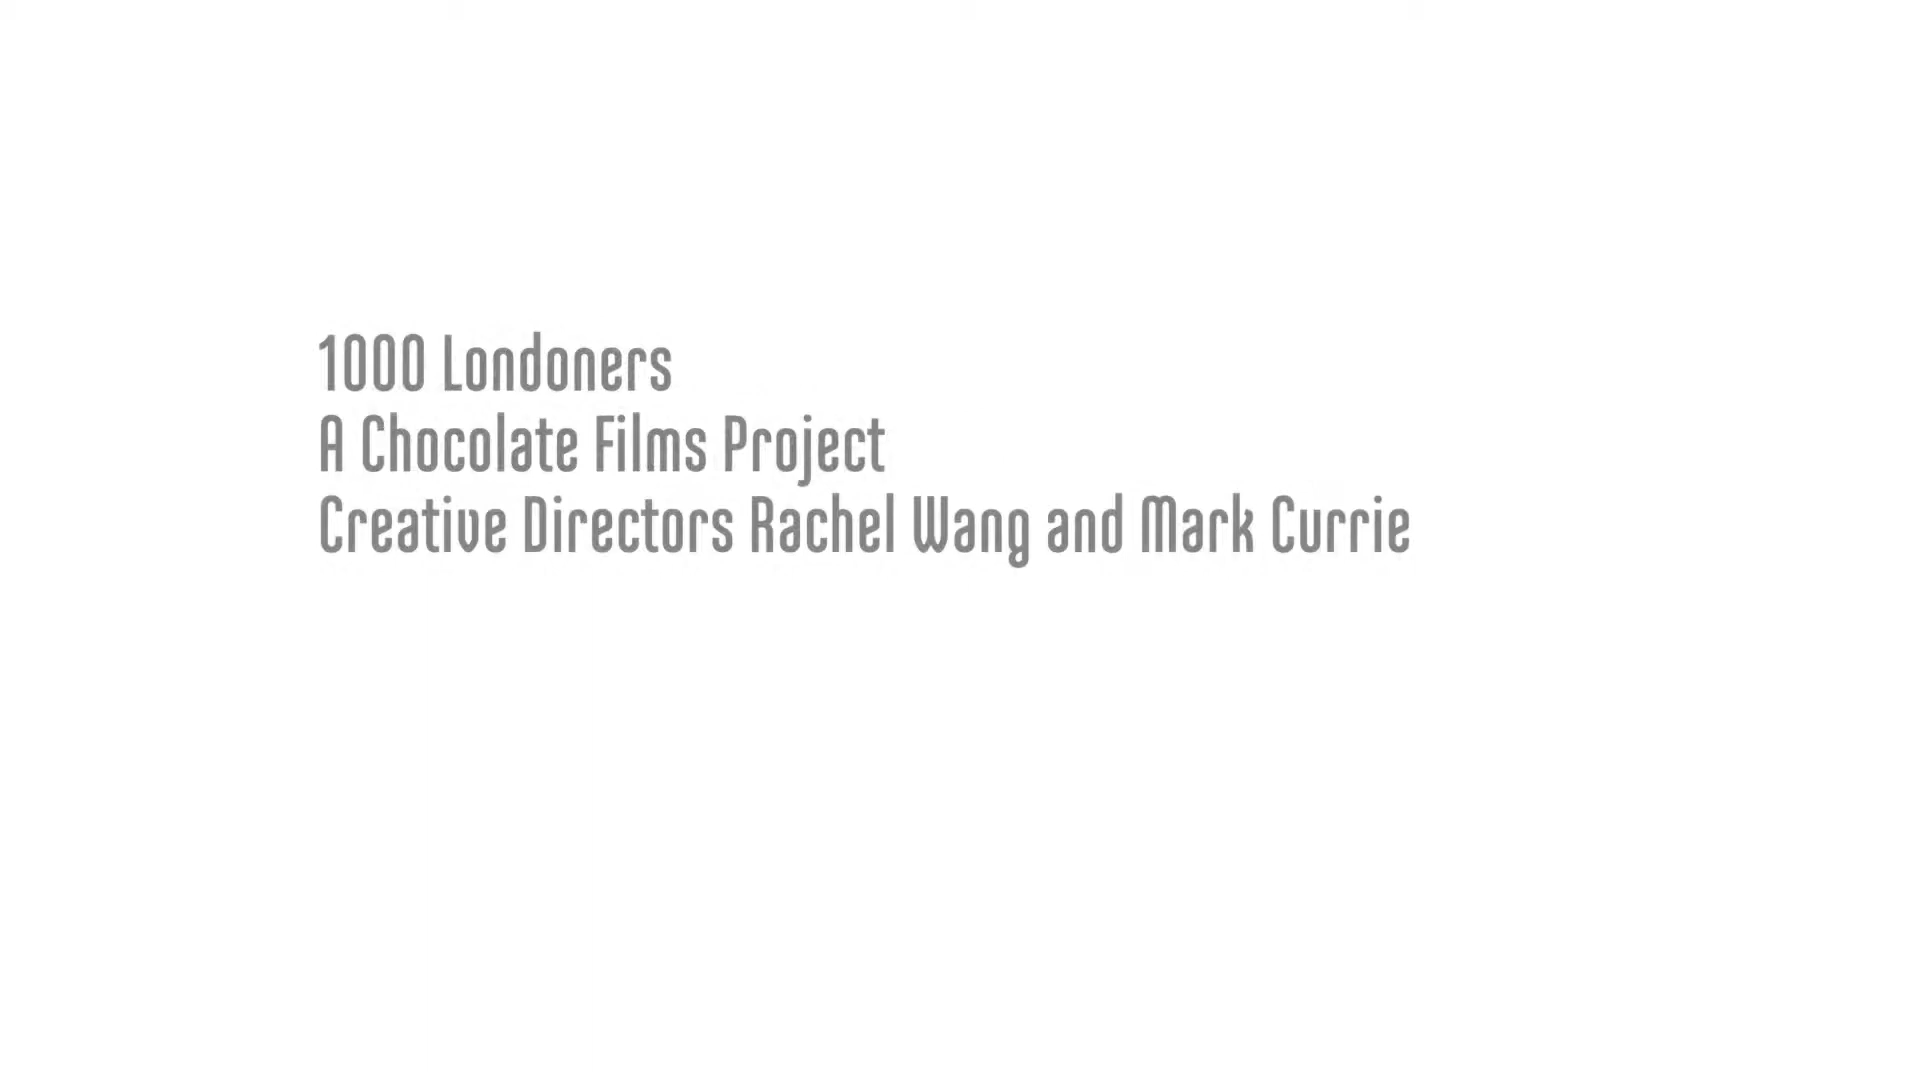 1000 Londoners
A Chocolate Films Project
Creative Directors Rachel Wang and Mark Currie